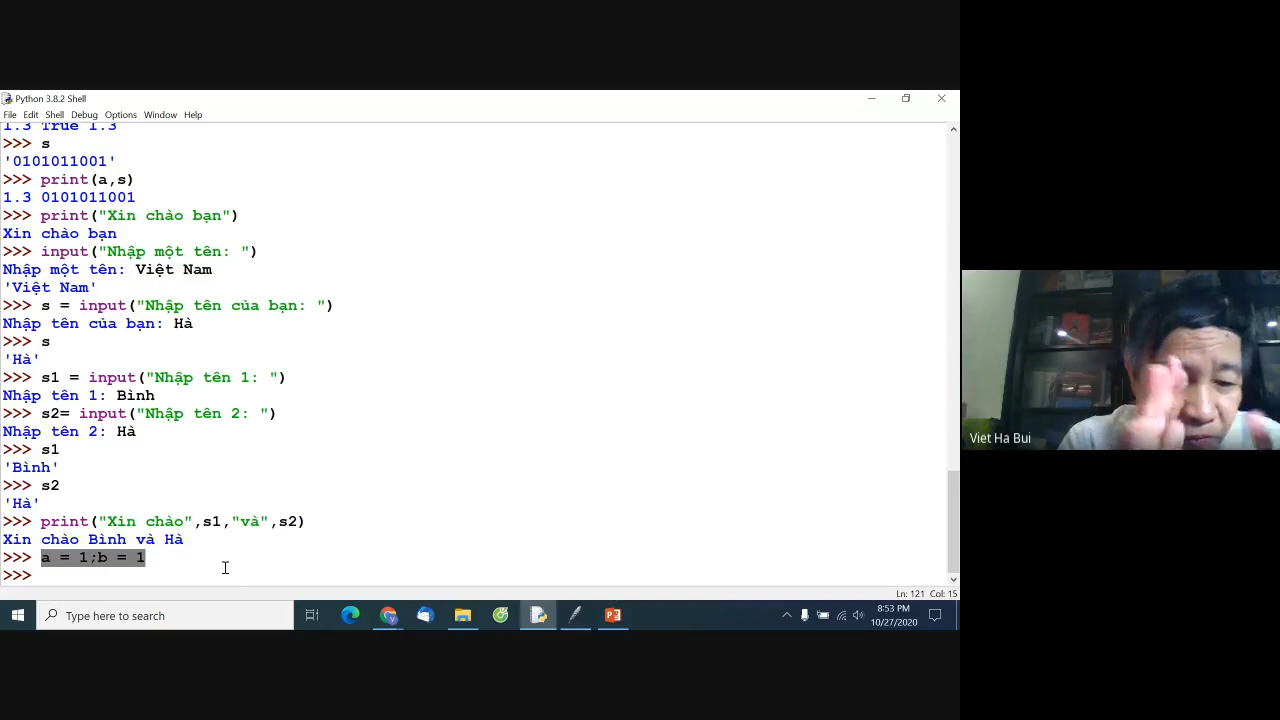 Python 3.8.2 Shell
File Edit Shell Debug Options Window Help
1.3 True 1.3
>>> s
'0101011001'
>>> print(a,s)
1.3 0101011001
>>> print("Xin chào bạn")
Xin chào bạn
>>> input("Nhập một tên: ")
Nhập một tên: Việt Nam
'Việt Nam'
>>> s = input("Nhập tên của bạn: ")
Nhập tên của bạn: Hà
>>> s
'Hà'
>>> s1 = input("Nhập tên 1: ")
Nhập tên 1: Bình
>>> s2= input("Nhập tên 2: ")
Nhập tên 2: Hà
>>> s1
'Bình'
>>> s2
'Hà'
>>> print("Xin chào",s1,"và",s2)
Xin chào Bình và Hà
>>> a = 1;b = 1
>>>
Ln: 121 Col: 15
Type here to search
8:53 PM
10/27/2020
Viet Ha Bui